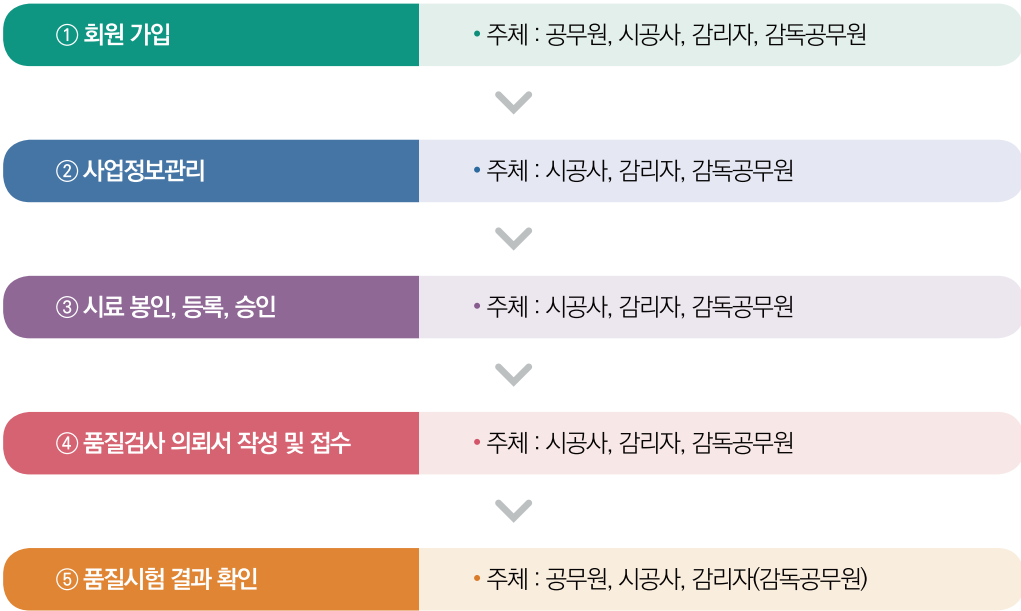 ① 회원 가입
• 주체 : 공무원, 시공사, 감리자, 감독공무원
② 사업정보관리
• 주체 : 시공사, 감리자, 감독공무원
③ 시료 봉인, 등록, 승인
• 주체 : 시공사, 감리자, 감독공무원
④ 품질검사 의뢰서 작성 및 접수
• 주체 : 시공사, 감리자, 감독공무원
⑤ 품질시험 결과 확인
• 주체 : 공무원, 시공사, 감리자(감독공무원)